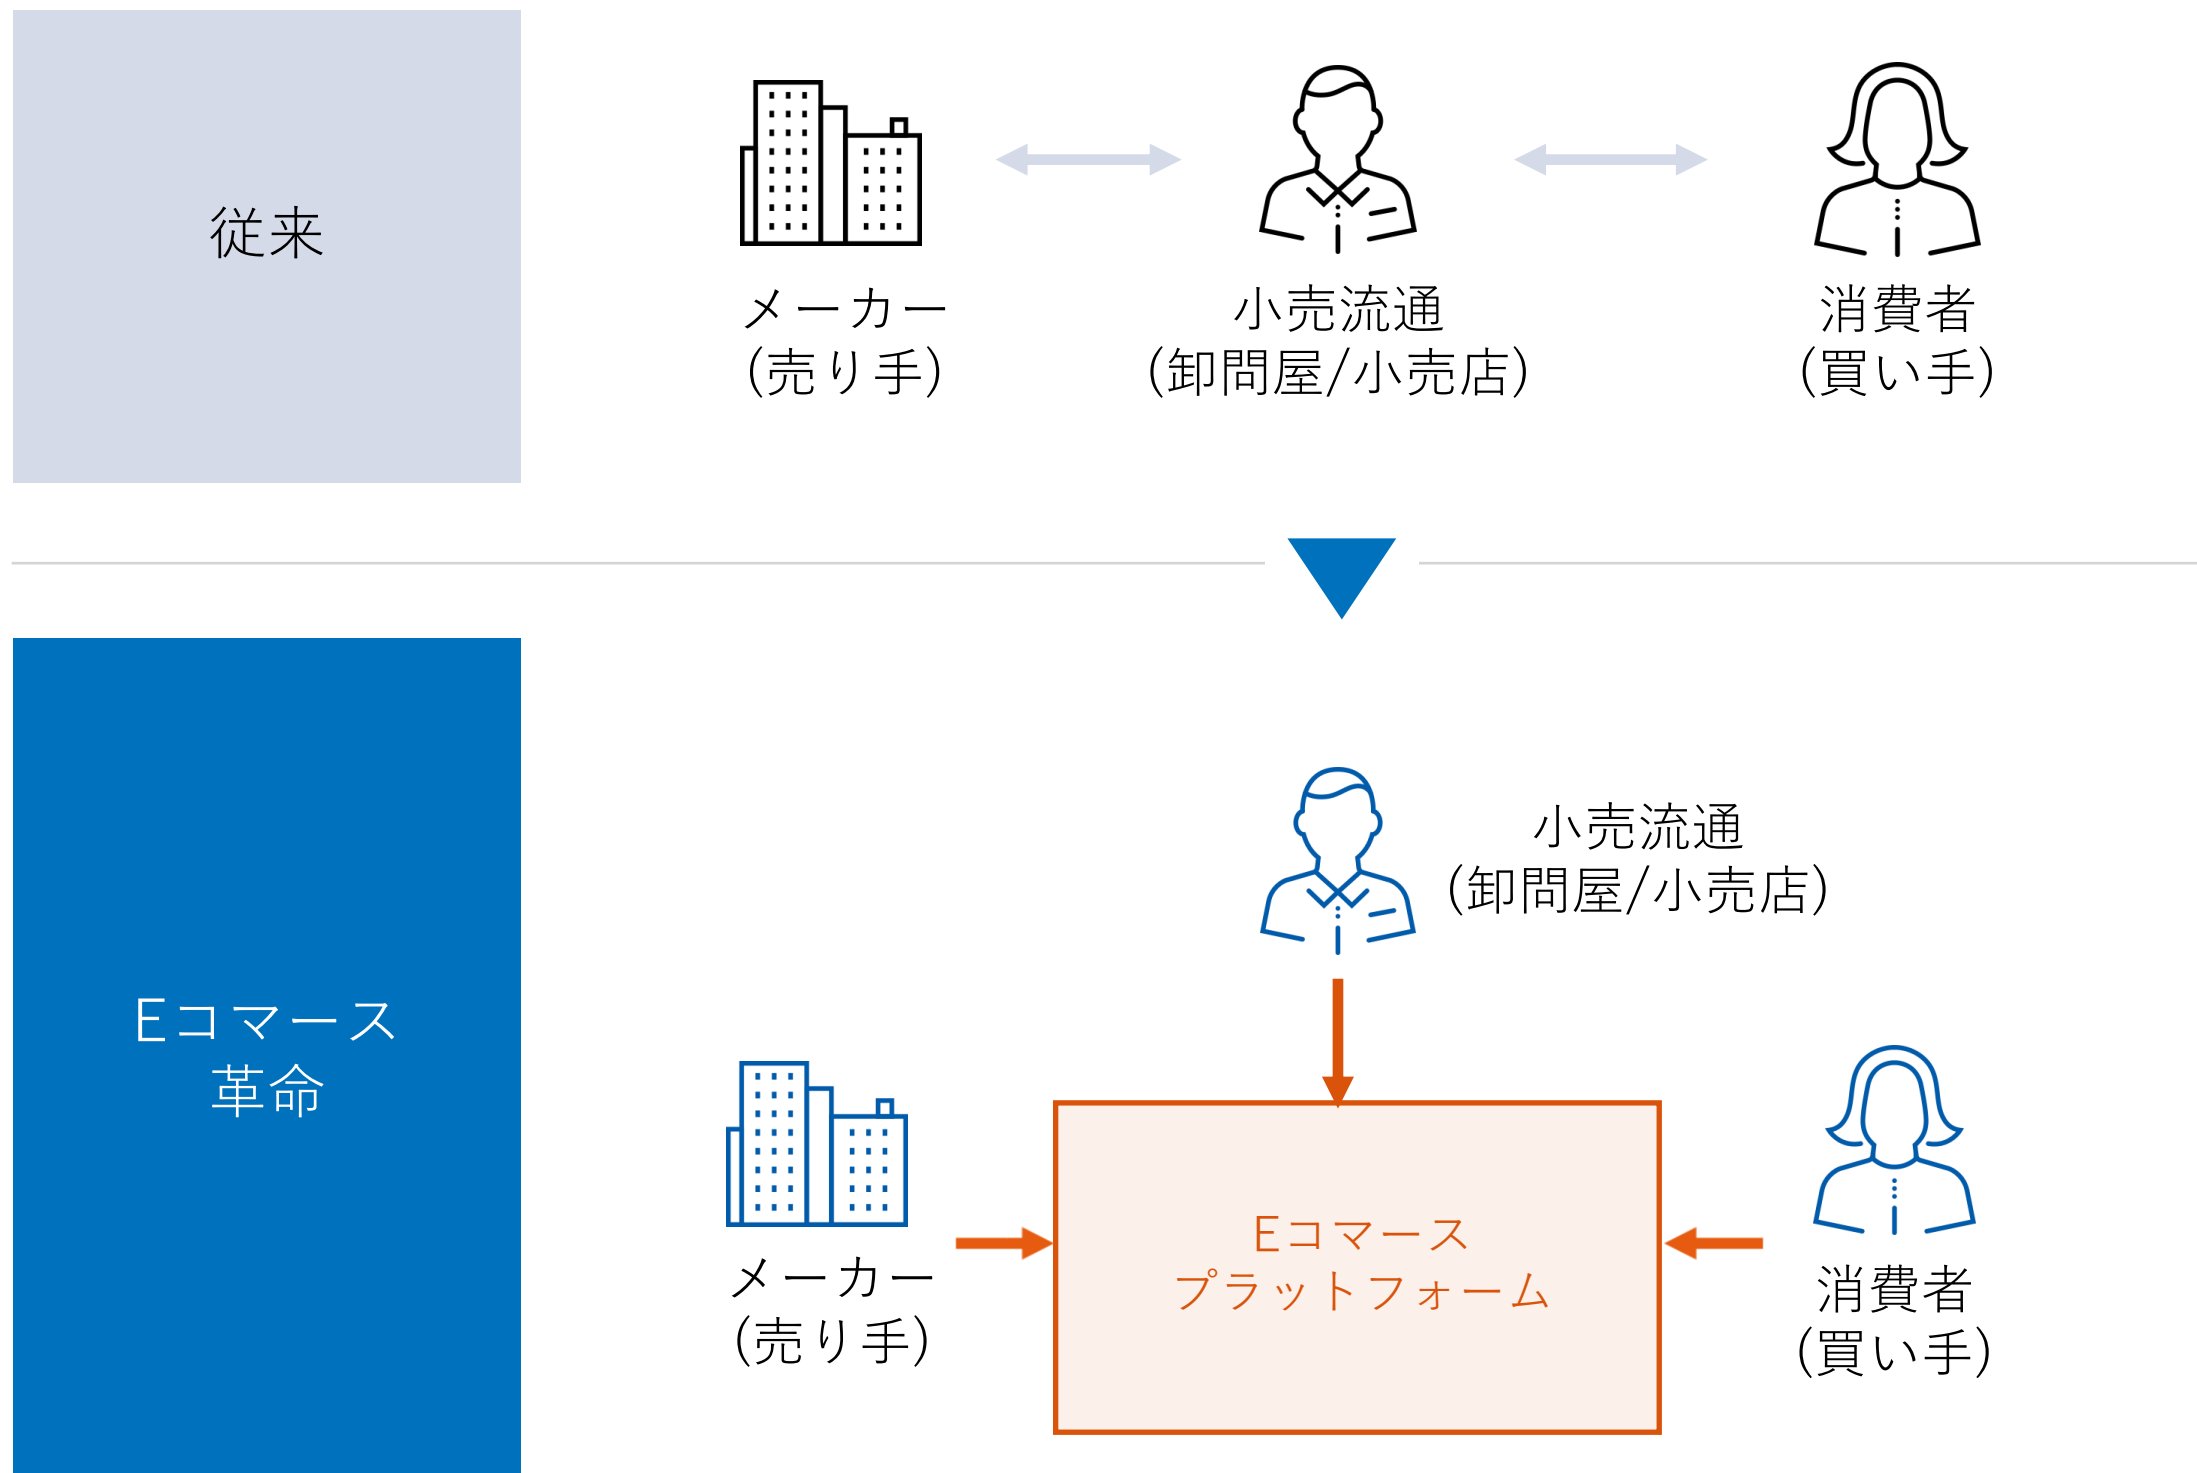 従来
メーカー
(売り手)
小売流通
(卸問屋/小売店)
消費者
(買い手)
Eコマース
革命
小売流通
(卸問屋/小売店)
メーカー
(売り手)
Eコマース
プラットフォーム
消費者
(買い手)